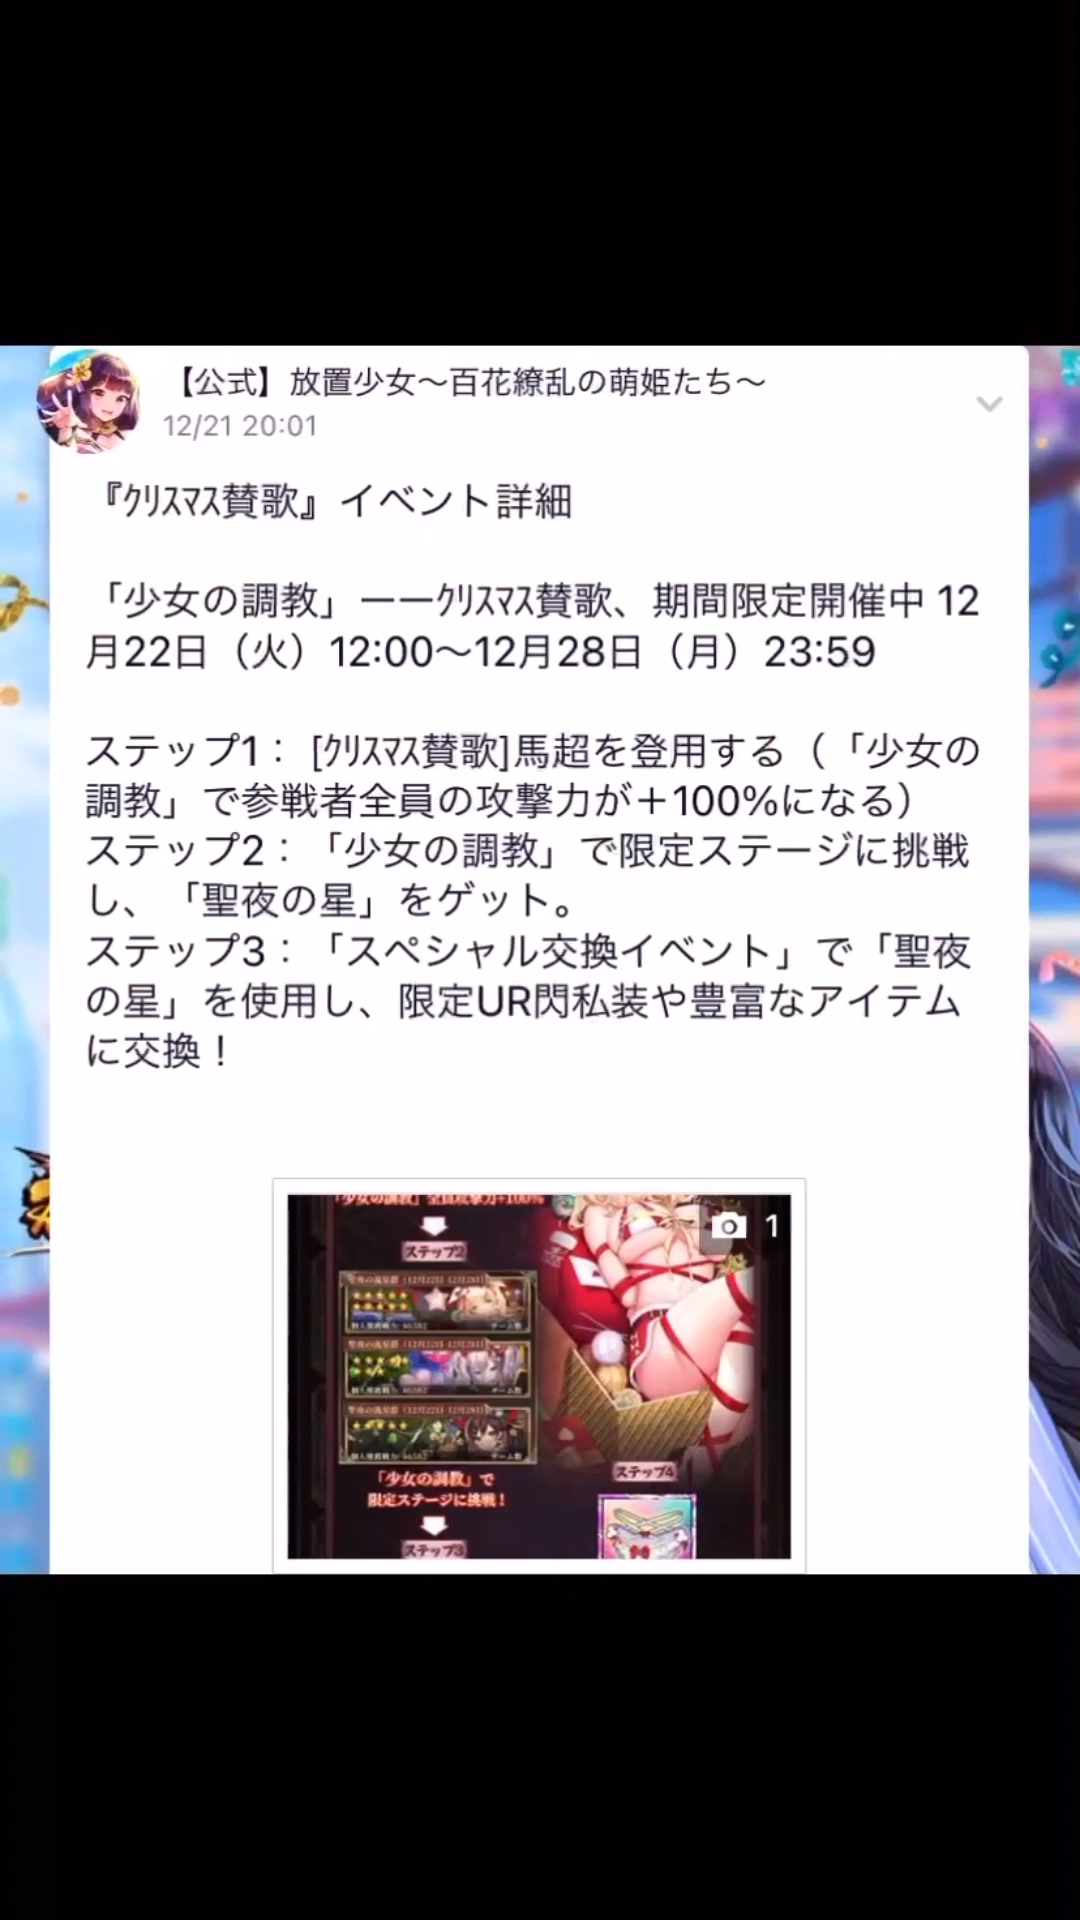 【公式】放置少女〜百花繚乱の萌姫たち〜
12/21 20:01
『ｸﾘｽﾏｽ賛歌』イベント詳細
「少女の調教」ーーｸﾘｽﾏｽ賛歌、期間限定開催中 12
月22日（火）12:00〜12月28日（月）23:59
ステップ1： [ｸﾘｽﾏｽ賛歌]馬超を登用する（「少女の
調教」で参戦者全員の攻撃力が＋100%になる）
ステップ2：「少女の調教」で限定ステージに挑戦
し、「聖夜の星」をゲット。
ステップ3：「スペシャル交換イベント」で「聖夜
の星」を使用し、限定UR閃私装や豊富なアイテム
に交換！
1
「少女の調教」全員攻撃力+100%
ステップ2
「少女の調教」で
限定ステージに挑戦！
ステップ3
ステップ4